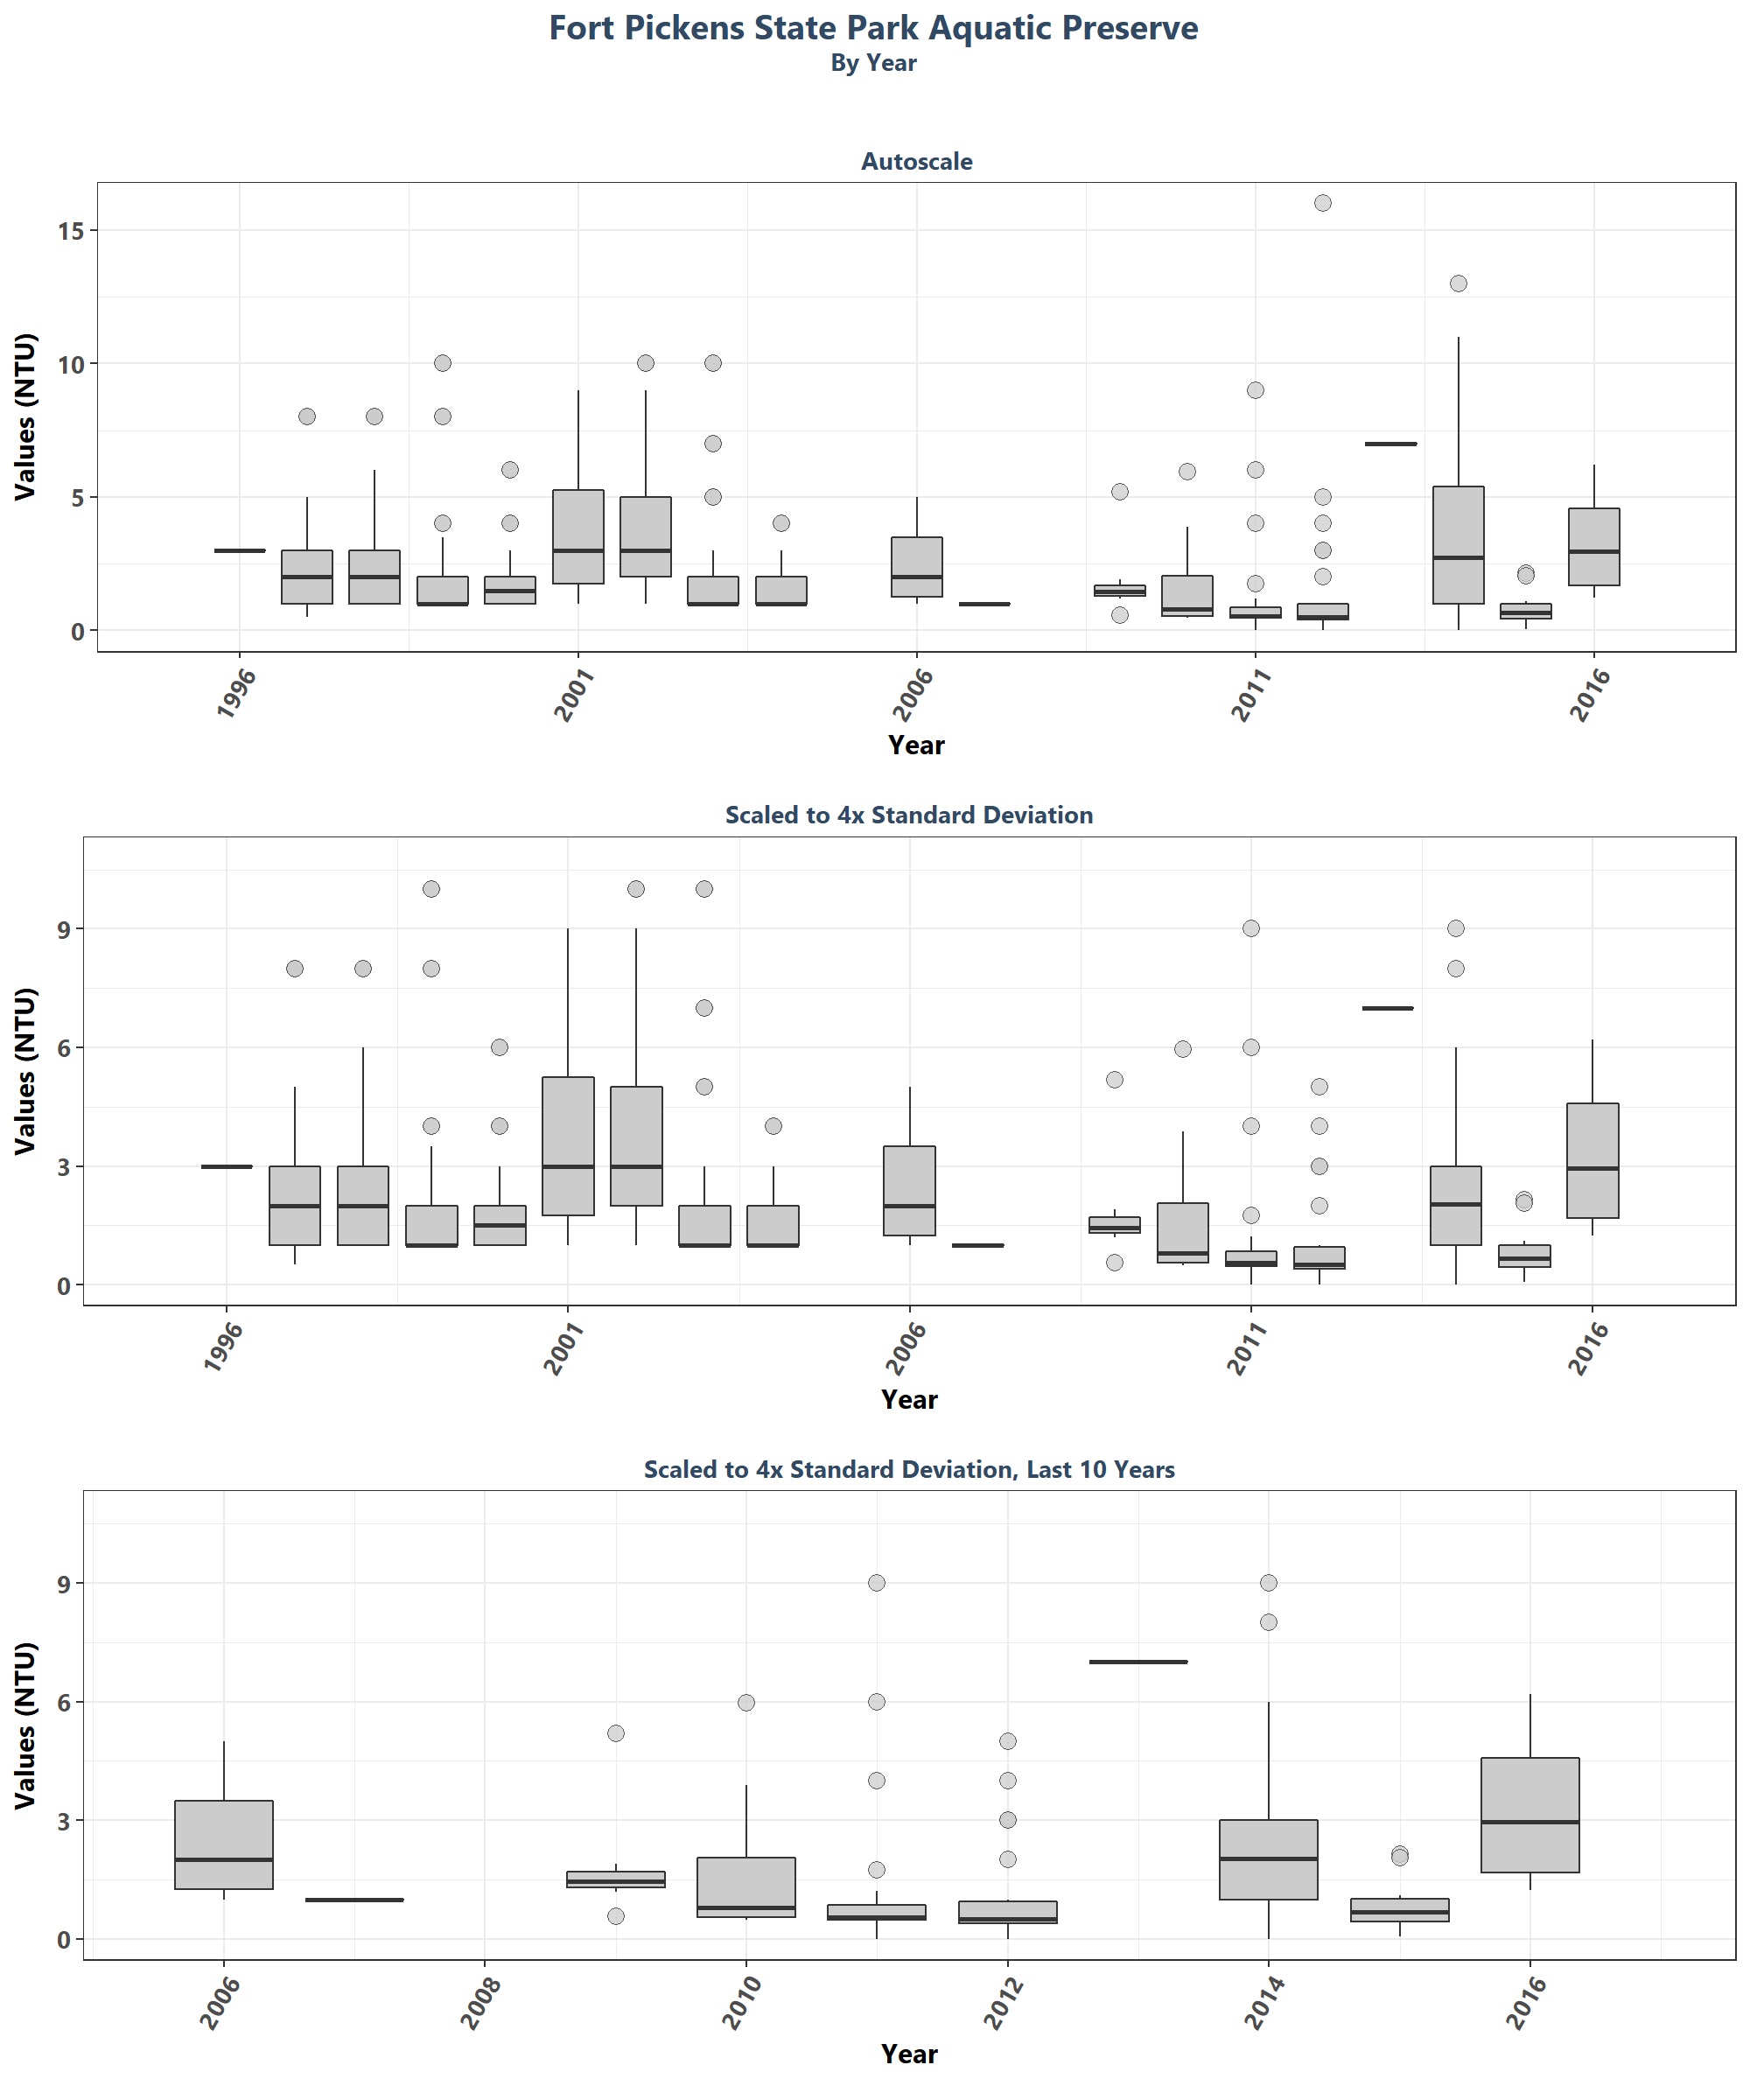 Fort Pickens State Park Aquatic Preserve
By Year
Autoscale
Values (NTU)
15
10
5
0
1996
2001
2006
2011
2016
Year
Scaled to 4x Standard Deviation
Values (NTU)
9
6
3
0
1996
2001
2006
2011
2016
Year
Scaled to 4x Standard Deviation, Last 10 Years
Values (NTU)
9
6
3
0
2006
2008
2010
2012
2014
2016
Year